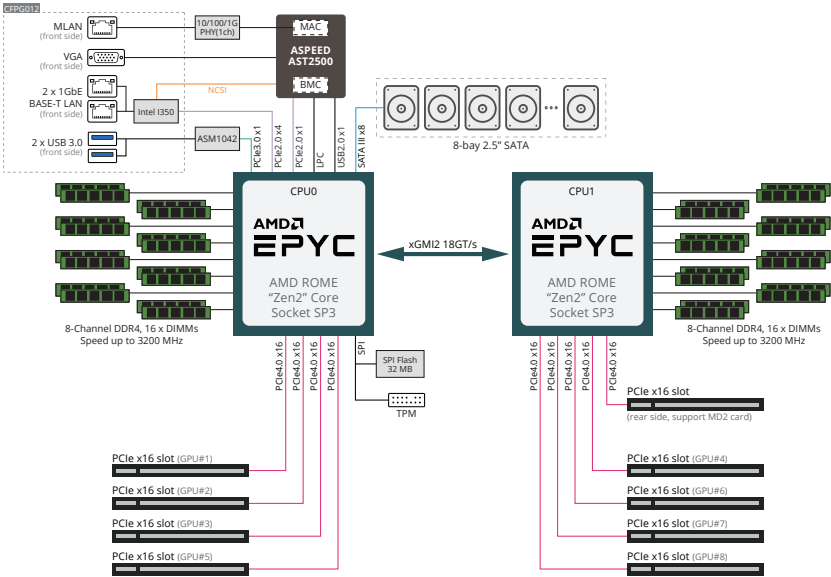 CFPG012
MLAN
(front side)
10/100/1G
PHY(1ch)
MAC
ASPEED
AST2500
BMC
VGA
(front side)
2 x 1GbE
BASE-T LAN
(front side)
Intel I350
NCSI
2 x USB 3.0
(front side)
ASM1042
PCIe3.0 x1
PCIe2.0 x4
PCIe2.0 x1
LPC
USB2.0 x1
SATA III x8
8-bay 2.5" SATA
CPU0
AMD
EPYC
AMD ROME
“Zen2” Core
Socket SP3
xGMI2 18GT/s
CPU1
AMD
EPYC
AMD ROME
“Zen2” Core
Socket SP3
8-Channel DDR4, 16 x DIMMs
Speed up to 3200 MHz
8-Channel DDR4, 16 x DIMMs
Speed up to 3200 MHz
PCIe4.0 x16
PCIe4.0 x16
PCIe4.0 x16
PCIe4.0 x16
SPI
SPI Flash
32 MB
TPM
PCIe4.0 x16
PCIe4.0 x16
PCIe4.0 x16
PCIe4.0 x16
PCIe4.0 x16
PCIe x16 slot
(rear side, support MD2 card)
PCIe x16 slot (GPU#1)
PCIe x16 slot (GPU#2)
PCIe x16 slot (GPU#3)
PCIe x16 slot (GPU#5)
PCIe x16 slot (GPU#4)
PCIe x16 slot (GPU#6)
PCIe x16 slot (GPU#7)
PCIe x16 slot (GPU#8)